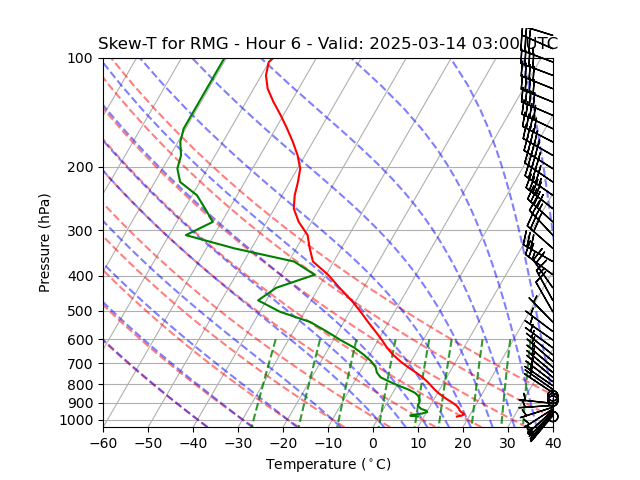 Skew-T for RMG - Hour 6 - Valid: 2025-03-14 03:00 UTC
100
200
300
400
500
600
700
800
900
1000
Pressure (hPa)
−60 −50 −40 −30 −20 −10 0 10 20 30 40
Temperature (°C)